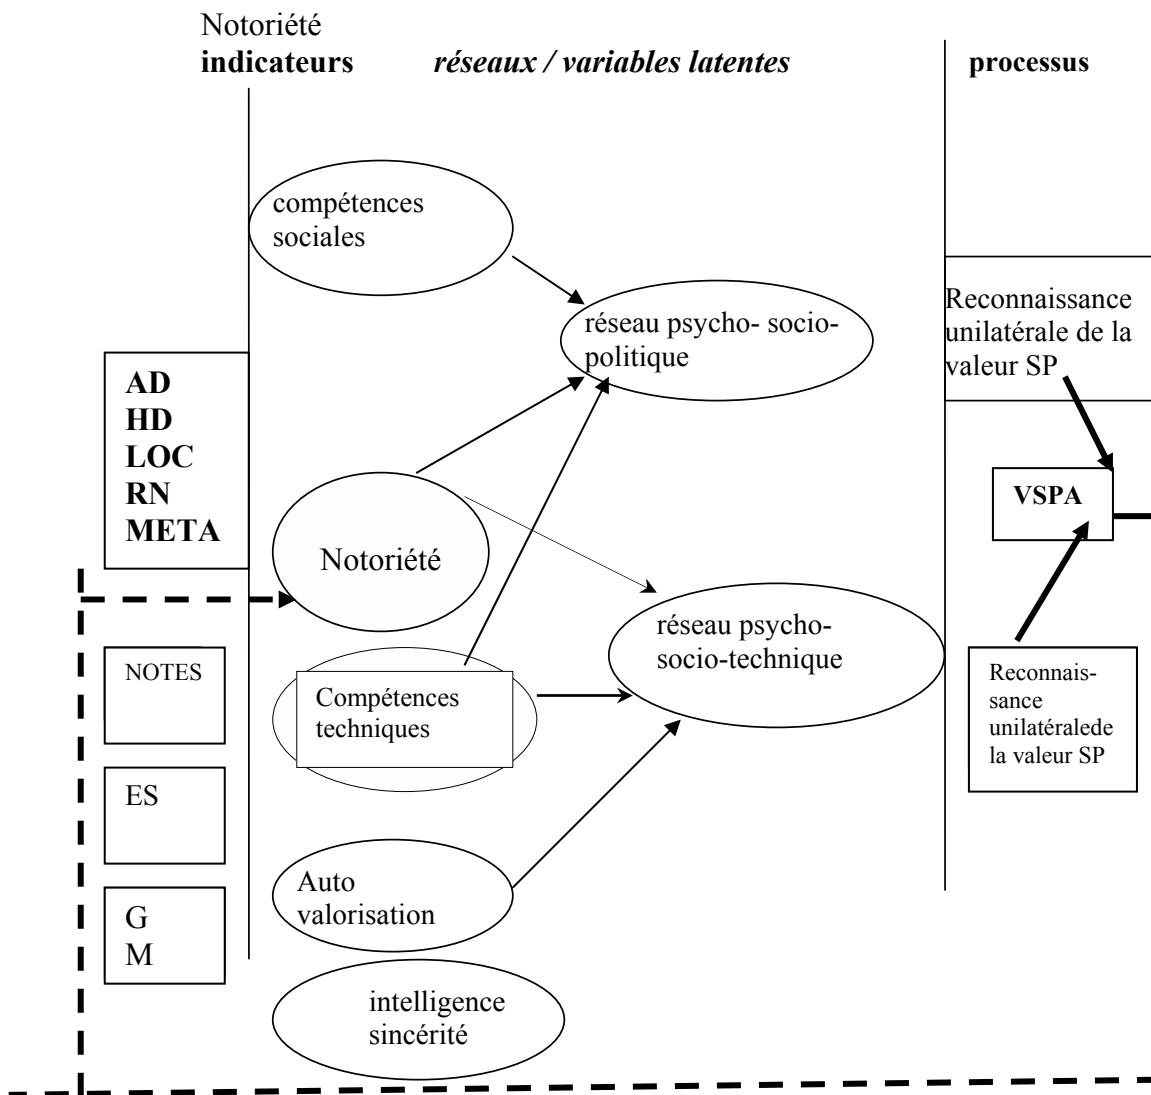 Notoriété
indicateurs
réseaux / variables latentes
processus
compétences
sociales
réseau psycho- socio-
politique
Reconnaissance
unilatérale de la
valeur SP
AD
HD
LOC
RN
META
VSPA
Notoriété
réseau psycho-
socio-technique
NOTES
Compétences
techniques
Reconnais-
sance
unilatéralede
la valeur SP
ES
Auto
valorisation
G
M
intelligence
sincérité